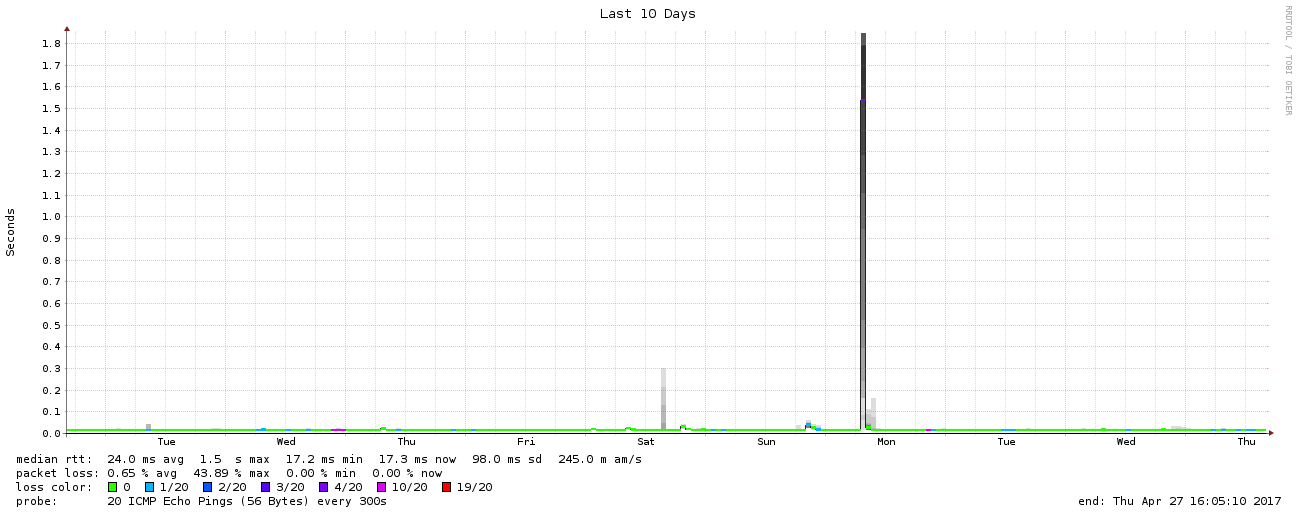 Last 10 Days
RRDTOOL / TOBI OETIKER
Seconds
1.8
1.7
1.6
1.5
1.4
1.3
1.2
1.1
1.0
0.9
0.8
0.7
0.6
0.5
0.4
0.3
0.2
0.1
0.0
Tue Wed Thu Fri Sat Sun Mon Tue Wed Thu
median rtt: 24.0 ms avg 1.5 s max 17.2 ms min 17.3 ms now 98.0 ms sd 245.0 m am/s
packet loss: 0.65 % avg 43.89 % max 0.00 % min 0.00 % now
loss color: 0 1/20 2/20 3/20 4/20 10/20 19/20
probe: 20 ICMP Echo Pings (56 Bytes) every 300s end: Thu Apr 27 16:05:10 2017